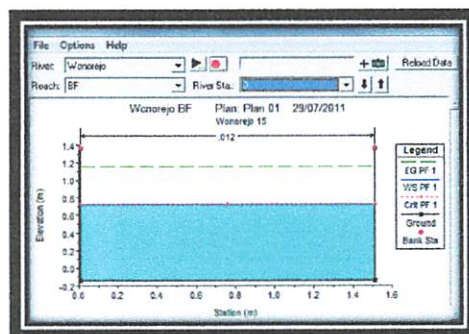 File Options Help
River: Wonorejo Reload Data
Reach: BF River Sta.:
Wonorejo BF Plan: Plan 01 29/07/2011
Wonorejo 15
.012
Legend
EG PF 1
WS PF 1
Crit PF 1
Ground
Bank Sta
Elevation (m)
1.4
1.2
1.0
0.8
0.6
0.4
0.2
0.0
-0.2
0.0 0.2 0.4 0.6 0.8 1.0 1.2 1.4 1.6
Station (m)